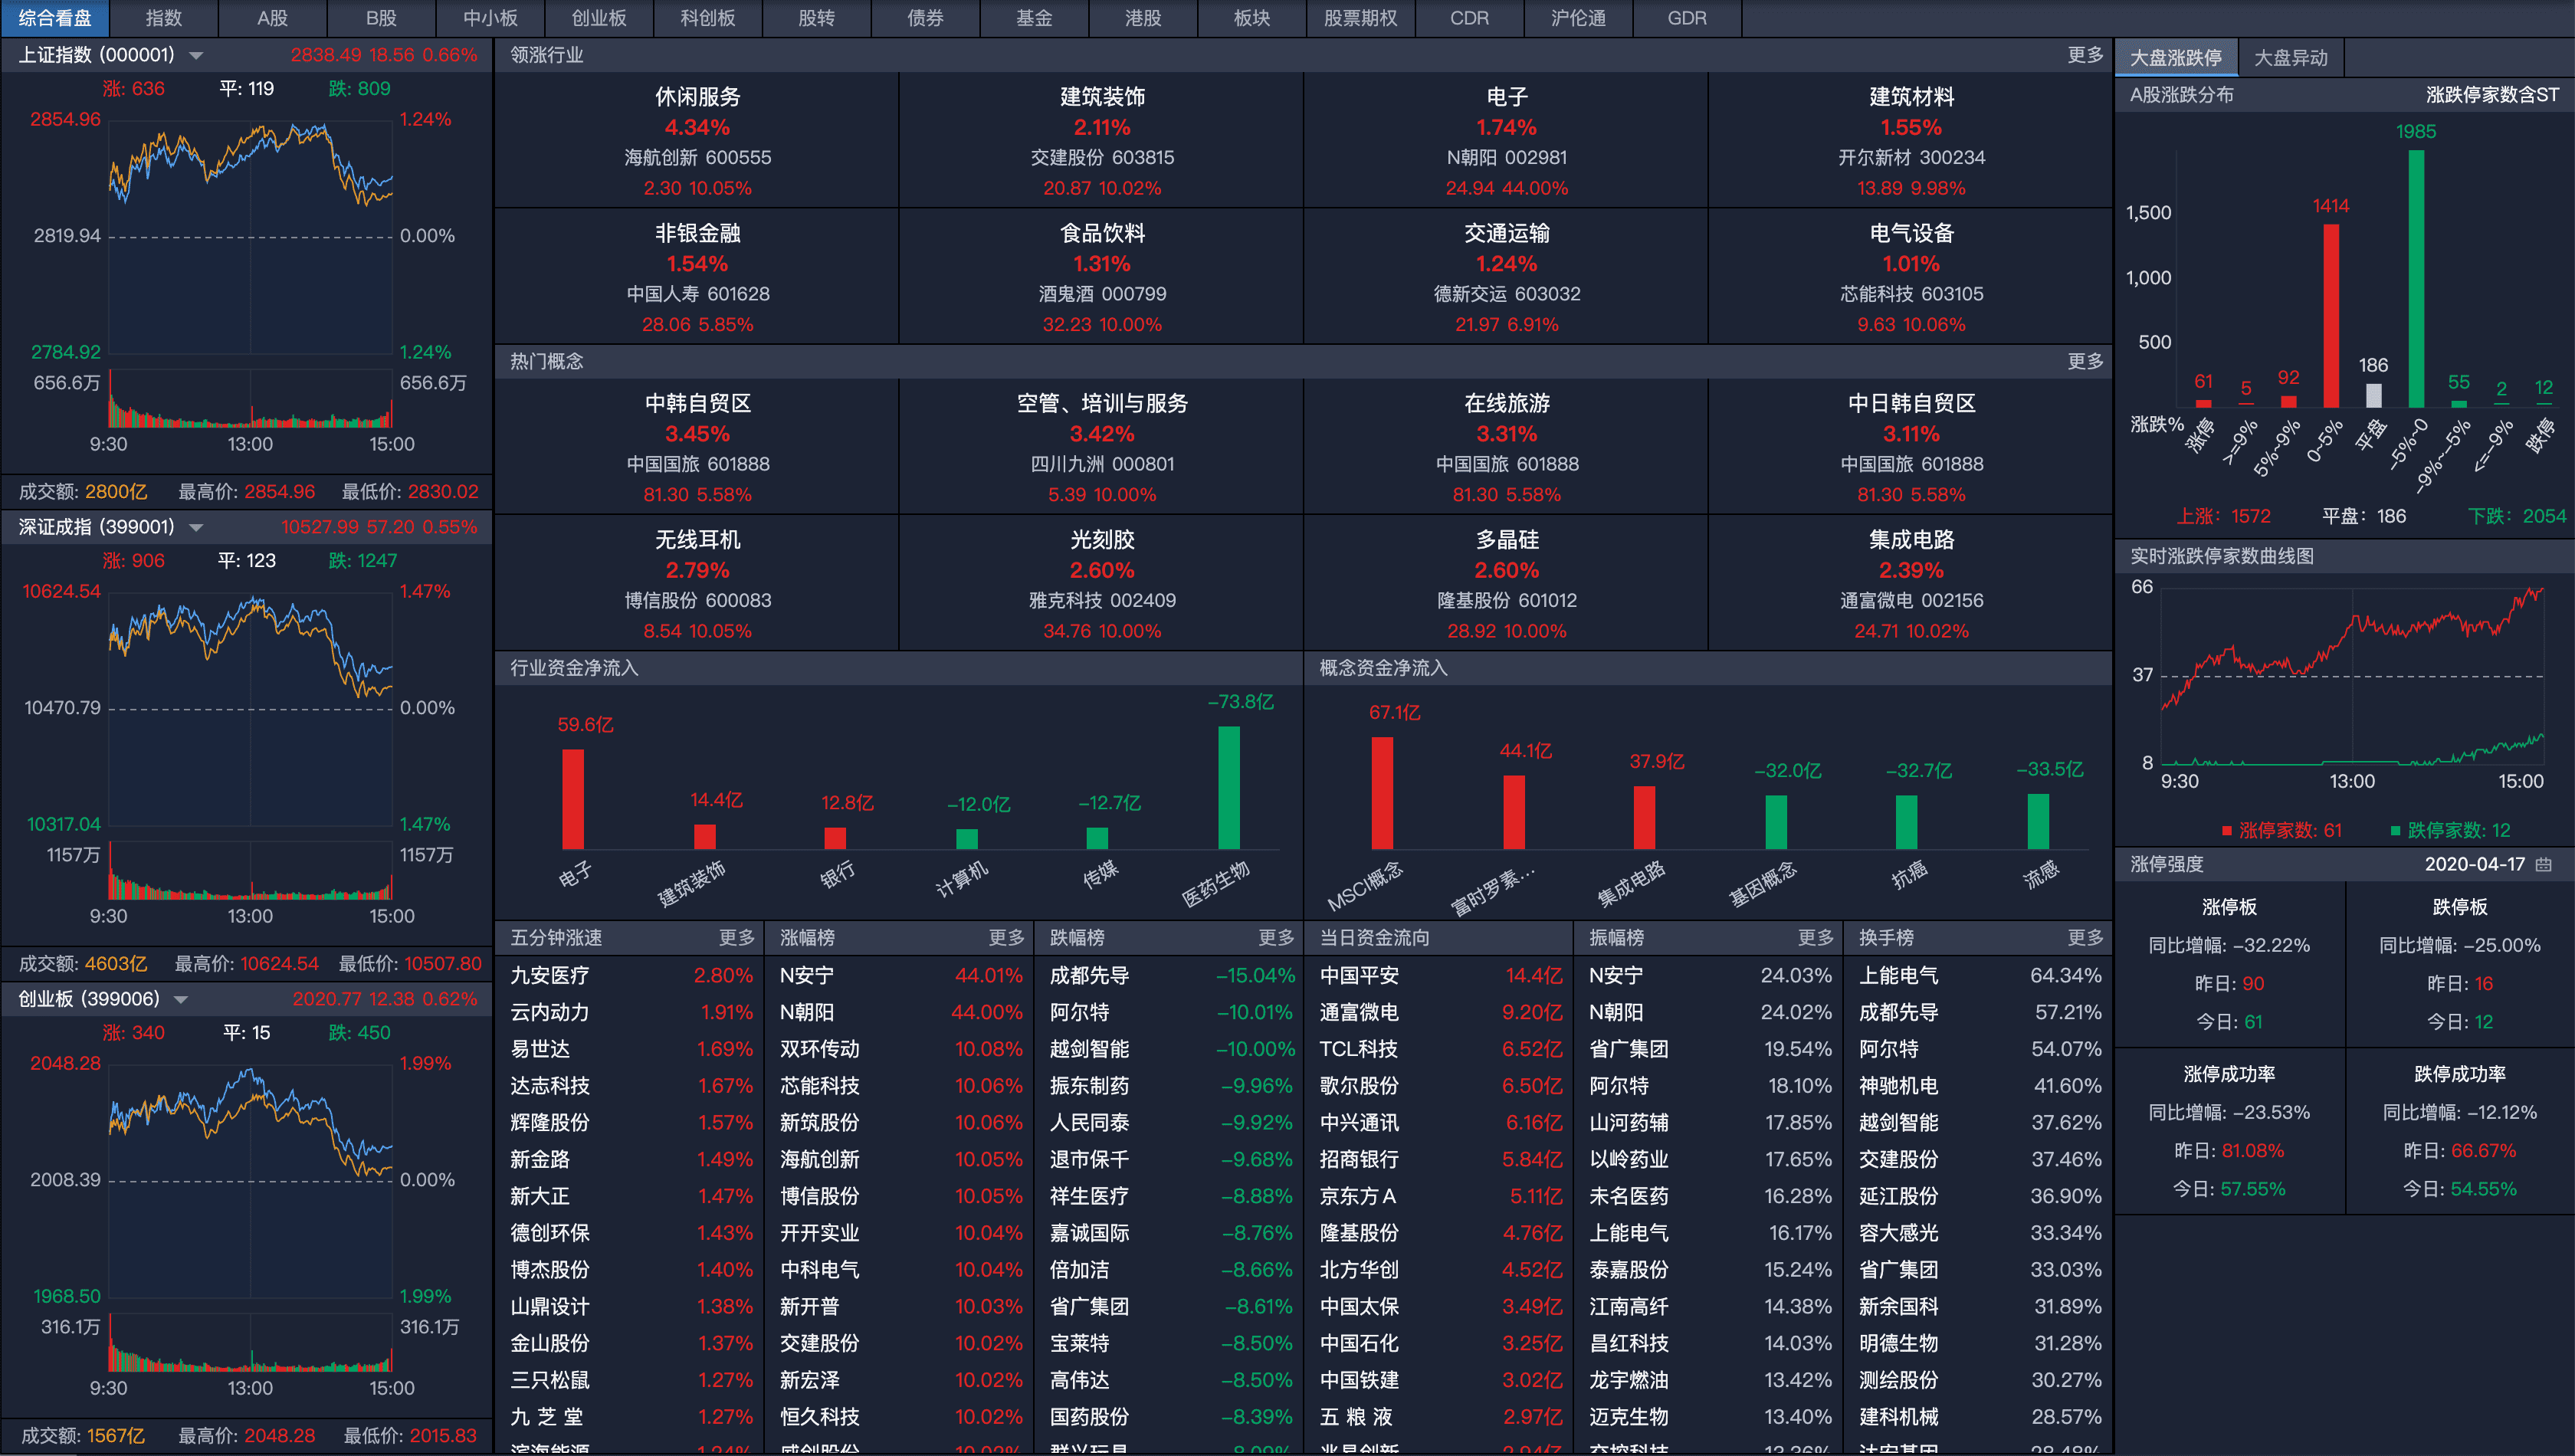 综合看盘 指数 A股 B股 中小板 创业板 科创板 股转 债券 基金 港股 板块 股票期权 CDR 沪伦通 GDR
上证指数 (000001) 2838.49 18.56 0.66%
涨: 636 平: 119 跌: 809
2854.96 1.24%
2819.94 0.00%
2784.92 1.24%
656.6万 656.6万
9:30 13:00 15:00
成交额: 2800亿 最高价: 2854.96 最低价: 2830.02
深证成指 (399001) 10527.99 57.20 0.55%
涨: 906 平: 123 跌: 1247
10624.54 1.47%
10470.79 0.00%
10317.04 1.47%
1157万 1157万
9:30 13:00 15:00
成交额: 4603亿 最高价: 10624.54 最低价: 10507.80
创业板 (399006) 2020.77 12.38 0.62%
涨: 340 平: 15 跌: 450
2048.28 1.99%
2008.39 0.00%
1968.50 1.99%
316.1万 316.1万
9:30 13:00 15:00
成交额: 1567亿 最高价: 2048.28 最低价: 2015.83
领涨行业 更多
休闲服务 建筑装饰 电子 建筑材料
4.34% 2.11% 1.74% 1.55%
海航创新 600555 交建股份 603815 N朝阳 002981 开尔新材 300234
2.30 10.05% 20.87 10.02% 24.94 44.00% 13.89 9.98%
非银金融 食品饮料 交通运输 电气设备
1.54% 1.31% 1.24% 1.01%
中国人寿 601628 酒鬼酒 000799 德新交运 603032 芯能科技 603105
28.06 5.85% 32.23 10.00% 21.97 6.91% 9.63 10.06%
热门概念 更多
中韩自贸区 空管、培训与服务 在线旅游 中日韩自贸区
3.45% 3.42% 3.31% 3.11%
中国国旅 601888 四川九洲 000801 中国国旅 601888 中国国旅 601888
81.30 5.58% 5.39 10.00% 81.30 5.58% 81.30 5.58%
无线耳机 光刻胶 多晶硅 集成电路
2.79% 2.60% 2.60% 2.39%
博信股份 600083 雅克科技 002409 隆基股份 601012 通富微电 002156
8.54 10.05% 34.76 10.00% 28.92 10.00% 24.71 10.02%
行业资金净流入
59.6亿 14.4亿 12.8亿 -12.0亿 -12.7亿 -73.8亿
电子 建筑装饰 银行 计算机 传媒 医药生物
概念资金净流入
67.1亿 44.1亿 37.9亿 -32.0亿 -32.7亿 -33.5亿
MSCI概念 富时罗素... 集成电路 基因概念 抗癌 流感
五分钟涨速 更多
九安医疗 2.80%
云内动力 1.91%
易世达 1.69%
达志科技 1.67%
辉隆股份 1.57%
新金路 1.49%
新大正 1.47%
德创环保 1.43%
博杰股份 1.40%
山鼎设计 1.38%
金山股份 1.37%
三只松鼠 1.27%
九 芝 堂 1.27%
滨海能源 1.24%
涨幅榜 更多
N安宁 44.01%
N朝阳 44.00%
双环传动 10.08%
芯能科技 10.06%
新筑股份 10.06%
海航创新 10.05%
博信股份 10.05%
开开实业 10.04%
中科电气 10.04%
新开普 10.03%
交建股份 10.02%
新宏泽 10.02%
恒久科技 10.02%
威创股份 10.02%
跌幅榜 更多
成都先导 -15.04%
阿尔特 -10.01%
越剑智能 -10.00%
振东制药 -9.96%
人民同泰 -9.92%
退市保千 -9.68%
祥生医疗 -8.88%
嘉诚国际 -8.76%
倍加洁 -8.66%
省广集团 -8.61%
宝莱特 -8.50%
高伟达 -8.50%
国药股份 -8.39%
群兴玩具 -8.09%
当日资金流向
中国平安 14.4亿
通富微电 9.20亿
TCL科技 6.52亿
歌尔股份 6.50亿
中兴通讯 6.16亿
招商银行 5.84亿
京东方A 5.11亿
隆基股份 4.76亿
北方华创 4.52亿
中国太保 3.49亿
中国石化 3.25亿
中国铁建 3.02亿
五 粮 液 2.97亿
兆易创新 2.94亿
振幅榜 更多
N安宁 24.03%
N朝阳 24.02%
省广集团 19.54%
阿尔特 18.10%
山河药辅 17.85%
以岭药业 17.65%
未名医药 16.28%
上能电气 16.17%
泰嘉股份 15.24%
江南高纤 14.38%
昌红科技 14.03%
龙宇燃油 13.42%
迈克生物 13.40%
交控科技 13.36%
换手榜 更多
上能电气 64.34%
成都先导 57.21%
阿尔特 54.07%
神驰机电 41.60%
越剑智能 37.62%
交建股份 37.46%
延江股份 36.90%
容大感光 33.34%
省广集团 33.03%
新余国科 31.89%
明德生物 31.28%
测绘股份 30.27%
建科机械 28.57%
达安基因 28.48%
大盘涨跌停 大盘异动
A股涨跌分布 涨跌停家数含ST
1985
1414
1,500
1,000
500
61 5 92 186 55 2 12
涨跌% 涨停 >=9% 5%~9% 0~5% 平盘 -5%~0 -9%~-5% <=-9% 跌停
上涨: 1572 平盘: 186 下跌: 2054
实时涨跌停家数曲线图
66
37
8
9:30 13:00 15:00
涨停家数: 61 跌停家数: 12
涨停强度 2020-04-17
涨停板 跌停板
同比增幅: -32.22% 同比增幅: -25.00%
昨日: 90 昨日: 16
今日: 61 今日: 12
涨停成功率 跌停成功率
同比增幅: -23.53% 同比增幅: -12.12%
昨日: 81.08% 昨日: 66.67%
今日: 57.55% 今日: 54.55%